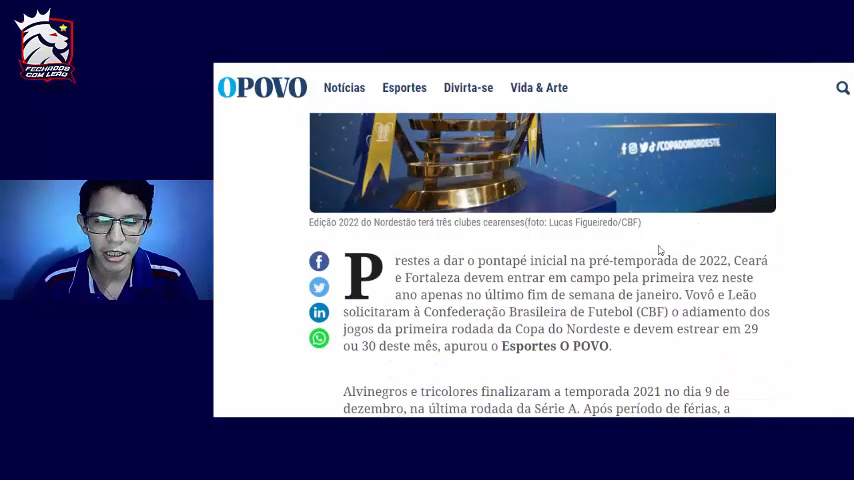 FECHADOS
COM LEÃO
OPOVO Notícias Esportes Divirta-se Vida & Arte
/COPADONORDESTE
Edição 2022 do Nordestão terá três clubes cearenses(foto: Lucas Figueiredo/CBF)
Prestes a dar o pontapé inicial na pré-temporada de 2022, Ceará
e Fortaleza devem entrar em campo pela primeira vez neste
ano apenas no último fim de semana de janeiro. Vovô e Leão
solicitaram à Confederação Brasileira de Futebol (CBF) o adiamento dos
jogos da primeira rodada da Copa do Nordeste e devem estrear em 29
ou 30 deste mês, apurou o Esportes O POVO.
Alvinegros e tricolores finalizaram a temporada 2021 no dia 9 de
dezembro, na última rodada da Série A. Após período de férias, a